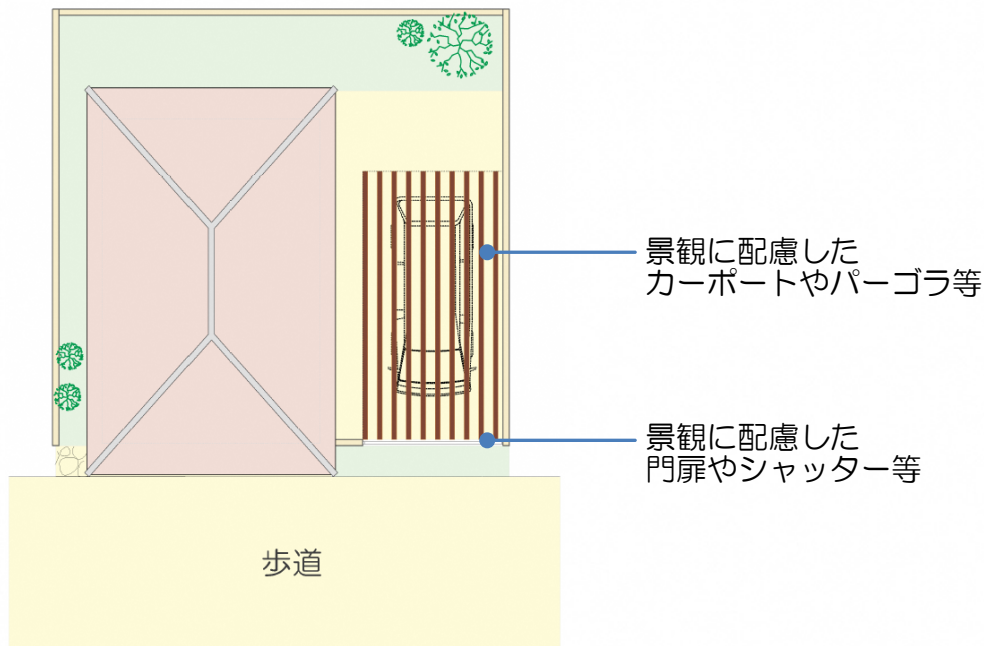 景観に配慮した
カーポートやパーゴラ等
景観に配慮した
門扉やシャッター等
歩道